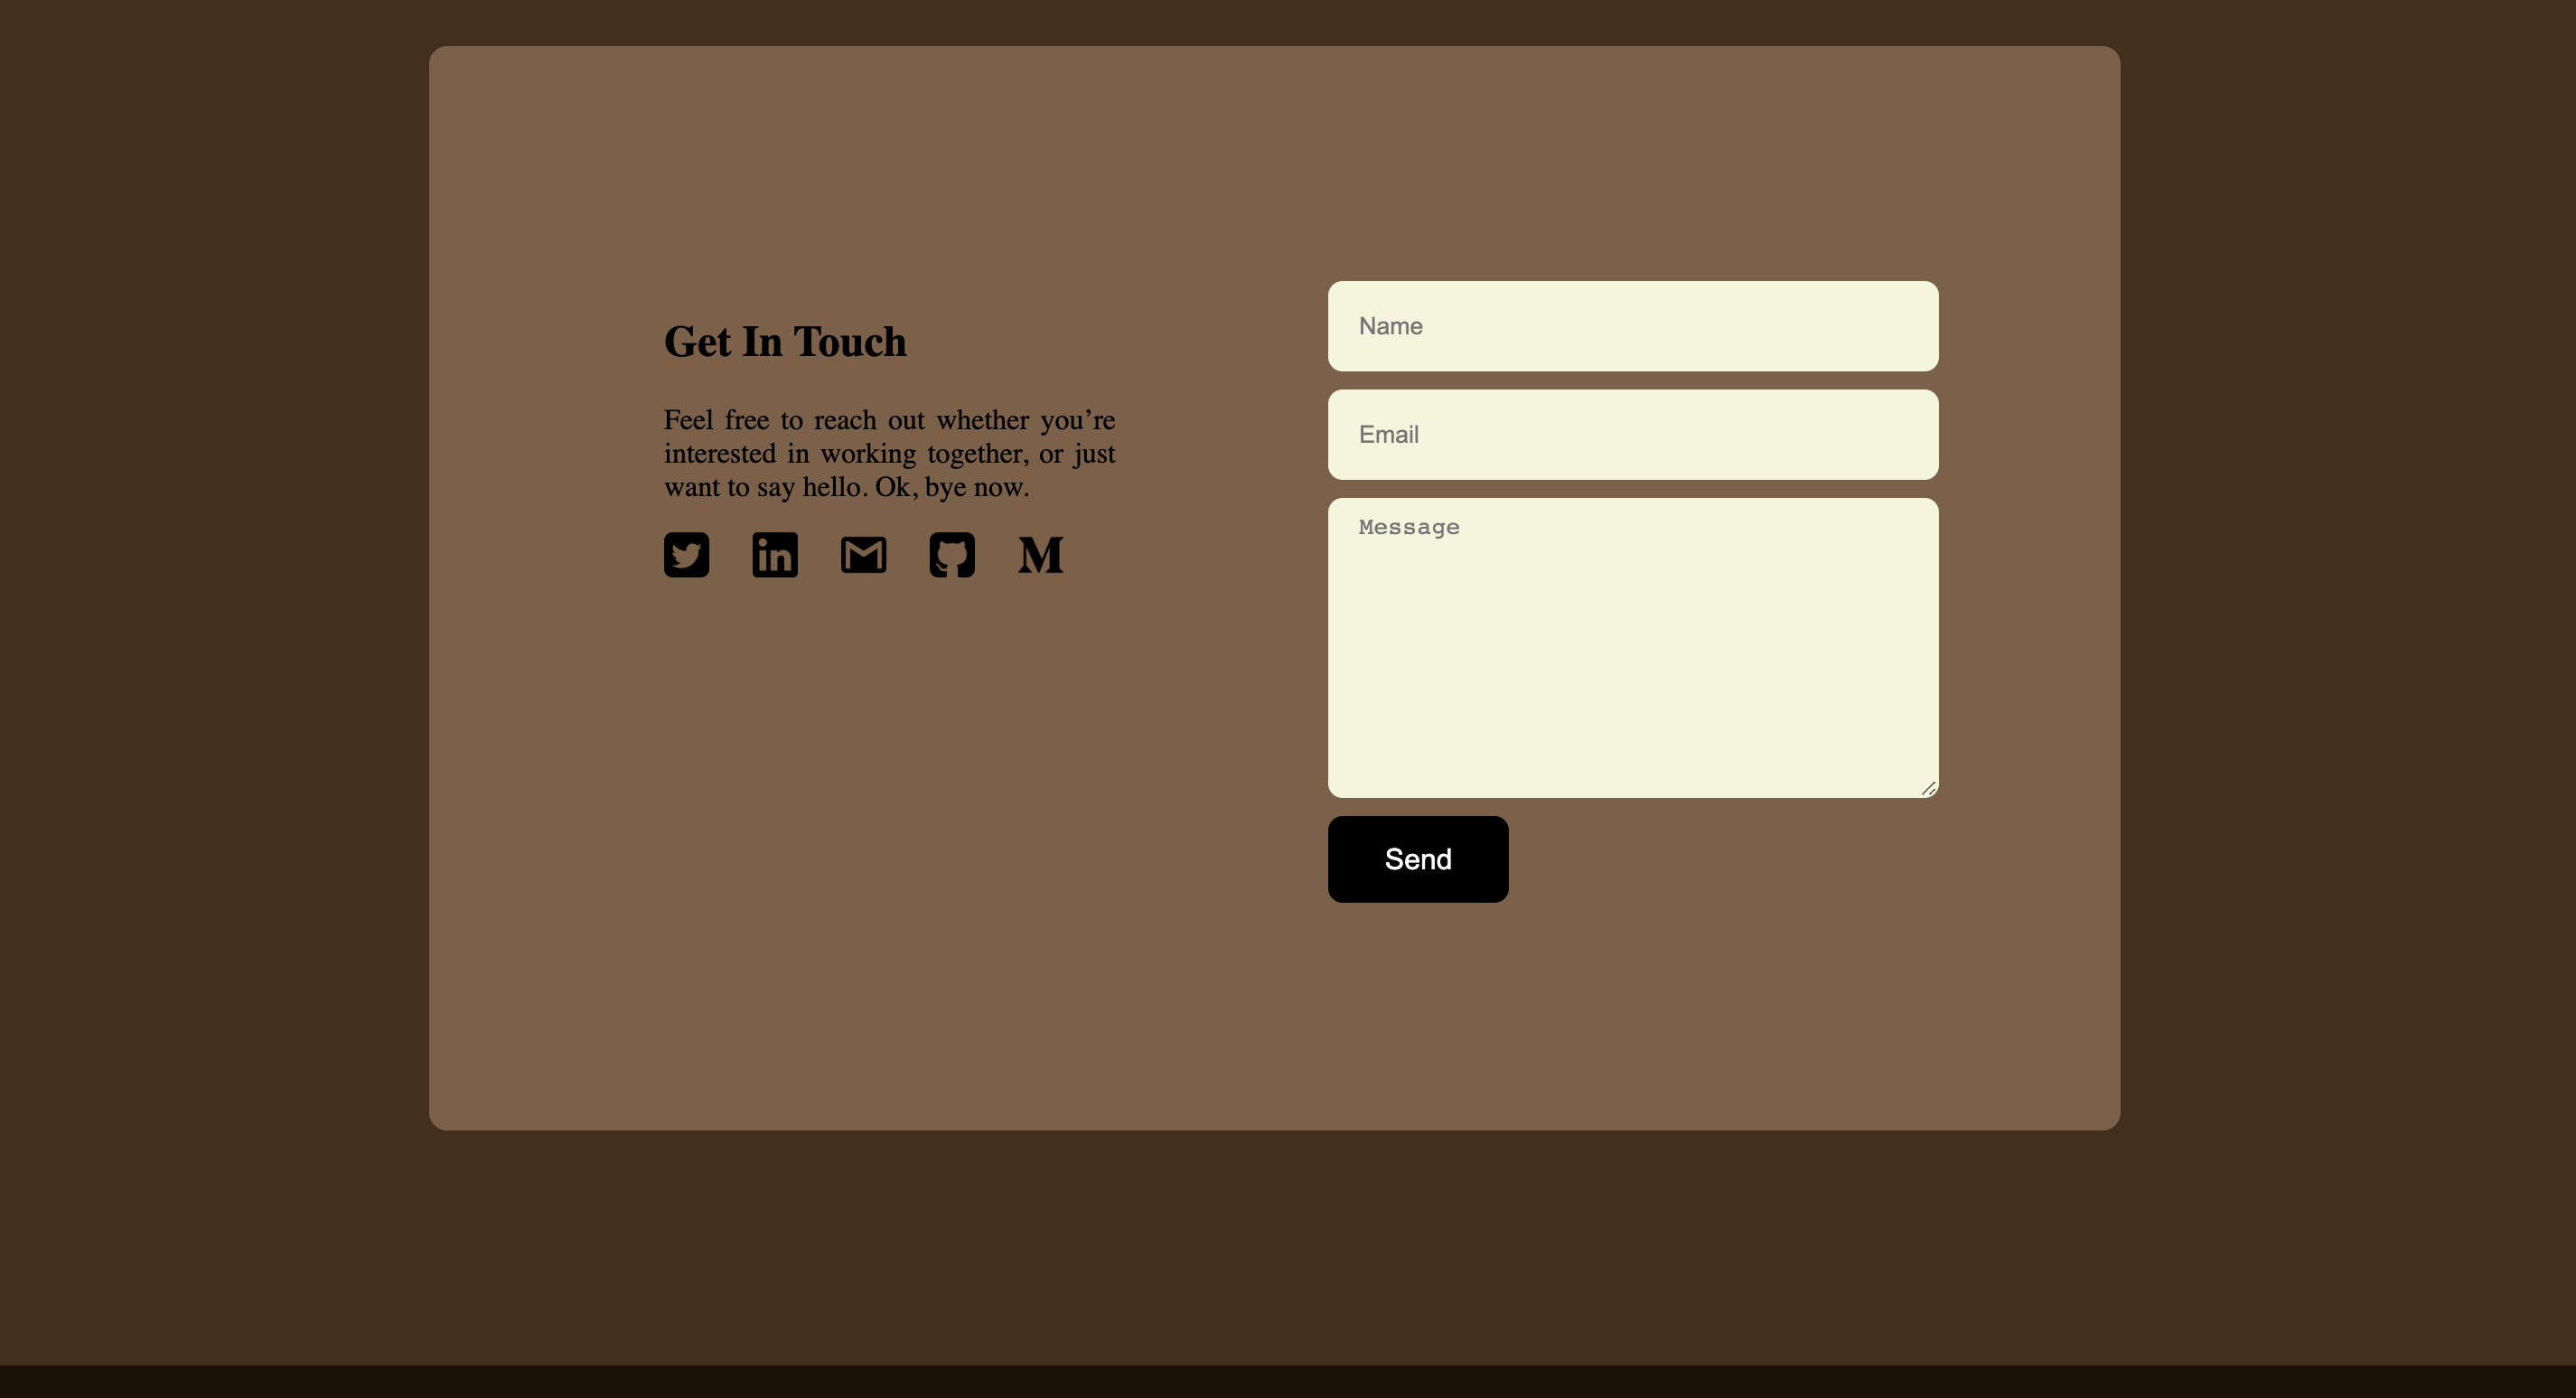 Get In Touch
Feel free to reach out whether you’re
interested in working together, or just
want to say hello. Ok, bye now.
Name
Email
Message
Send